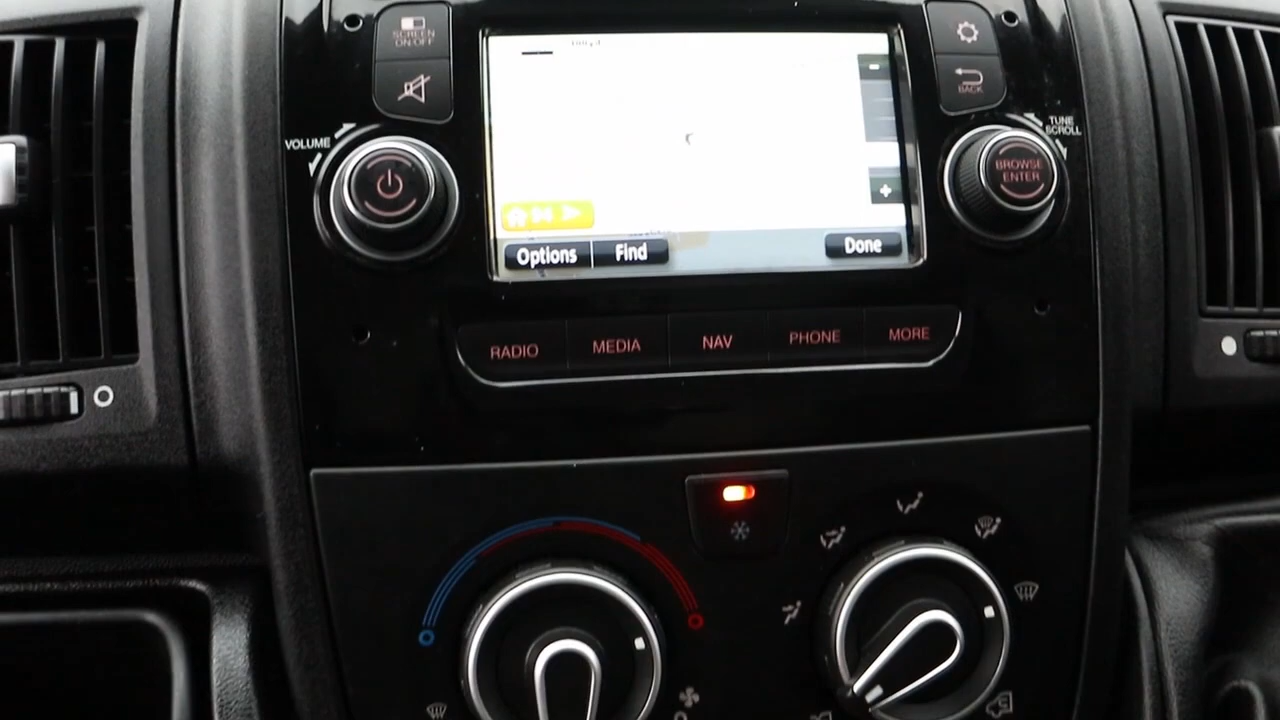 SCREEN
ON/OFF
VOLUME
Options
Find
Done
BACK
TUNE
SCROLL
BROWSE
ENTER
RADIO
MEDIA
NAV
PHONE
MORE